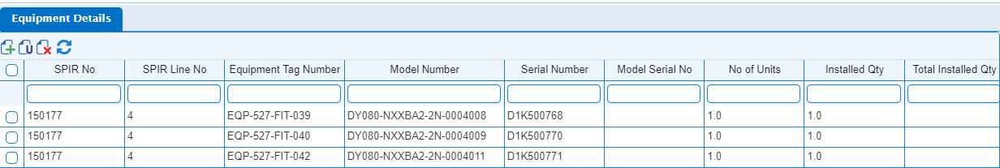 Equipment Details
SPIR No SPIR Line No Equipment Tag Number Model Number Serial Number Model Serial No No of Units Installed Qty Total Installed Qty
150177 4 EQP-527-FIT-039 DY080-NXXBA2-2N-0004008 D1K500768 1.0 1.0
150177 4 EQP-527-FIT-040 DY080-NXXBA2-2N-0004009 D1K500770 1.0 1.0
150177 4 EQP-527-FIT-042 DY080-NXXBA2-2N-0004011 D1K500771 1.0 1.0